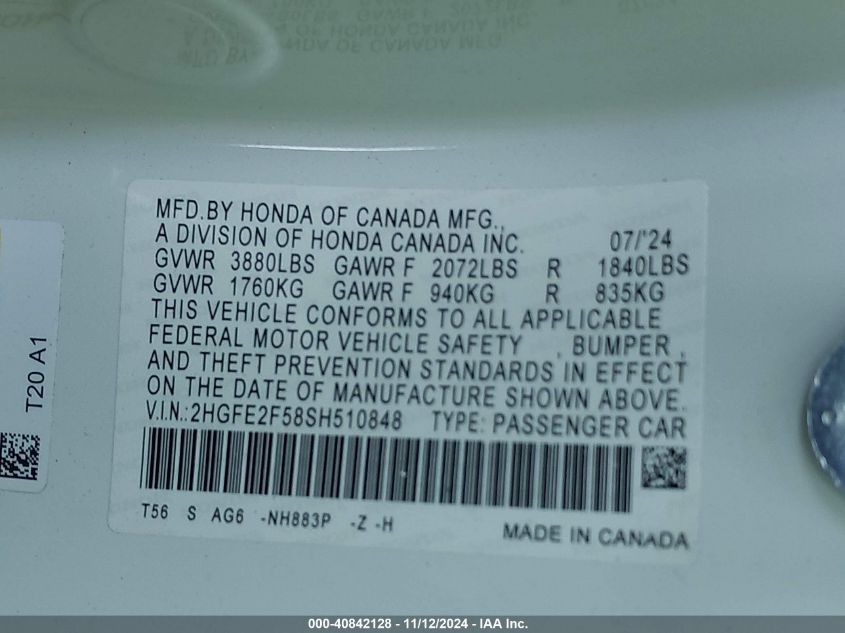 MFD.BY HONDA OF CANADA MFG.,
A DIVISION OF HONDA CANADA INC. 07/'24
GVWR 3880LBS GAWR F 2072LBS R 1840LBS
GVWR 1760KG GAWR F 940KG R 835KG
THIS VEHICLE CONFORMS TO ALL APPLICABLE
FEDERAL MOTOR VEHICLE SAFETY , BUMPER ,
AND THEFT PREVENTION STANDARDS IN EFFECT
ON THE DATE OF MANUFACTURE SHOWN ABOVE.
V.I.N.:2HGFE2F58SH510848 TYPE: PASSENGER CAR
T56 S AG6 -NH883P -Z -H MADE IN CANADA
T20 A1
000-40842128 - 11/12/2024 - IAA Inc.